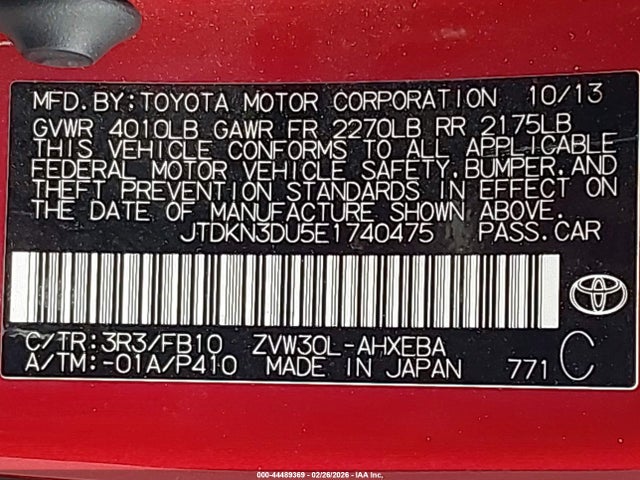 MFD.BY:TOYOTA MOTOR CORPORATION 10/13
GVWR 4010LB GAWR FR 2270LB RR 2175LB
THIS VEHICLE CONFORMS TO ALL APPLICABLE
FEDERAL MOTOR VEHICLE SAFETY,BUMPER,AND
THEFT PREVENTION STANDARDS IN EFFECT ON
THE DATE OF MANUFACTURE SHOWN ABOVE.
JTDKN3DU5E1740475 PASS.CAR
C/TR:3R3/FB10 ZVW30L-AHXEBA C
A/TM:-01A/P410 MADE IN JAPAN 771
000-44489369 - 02/26/2026 - IAA Inc.